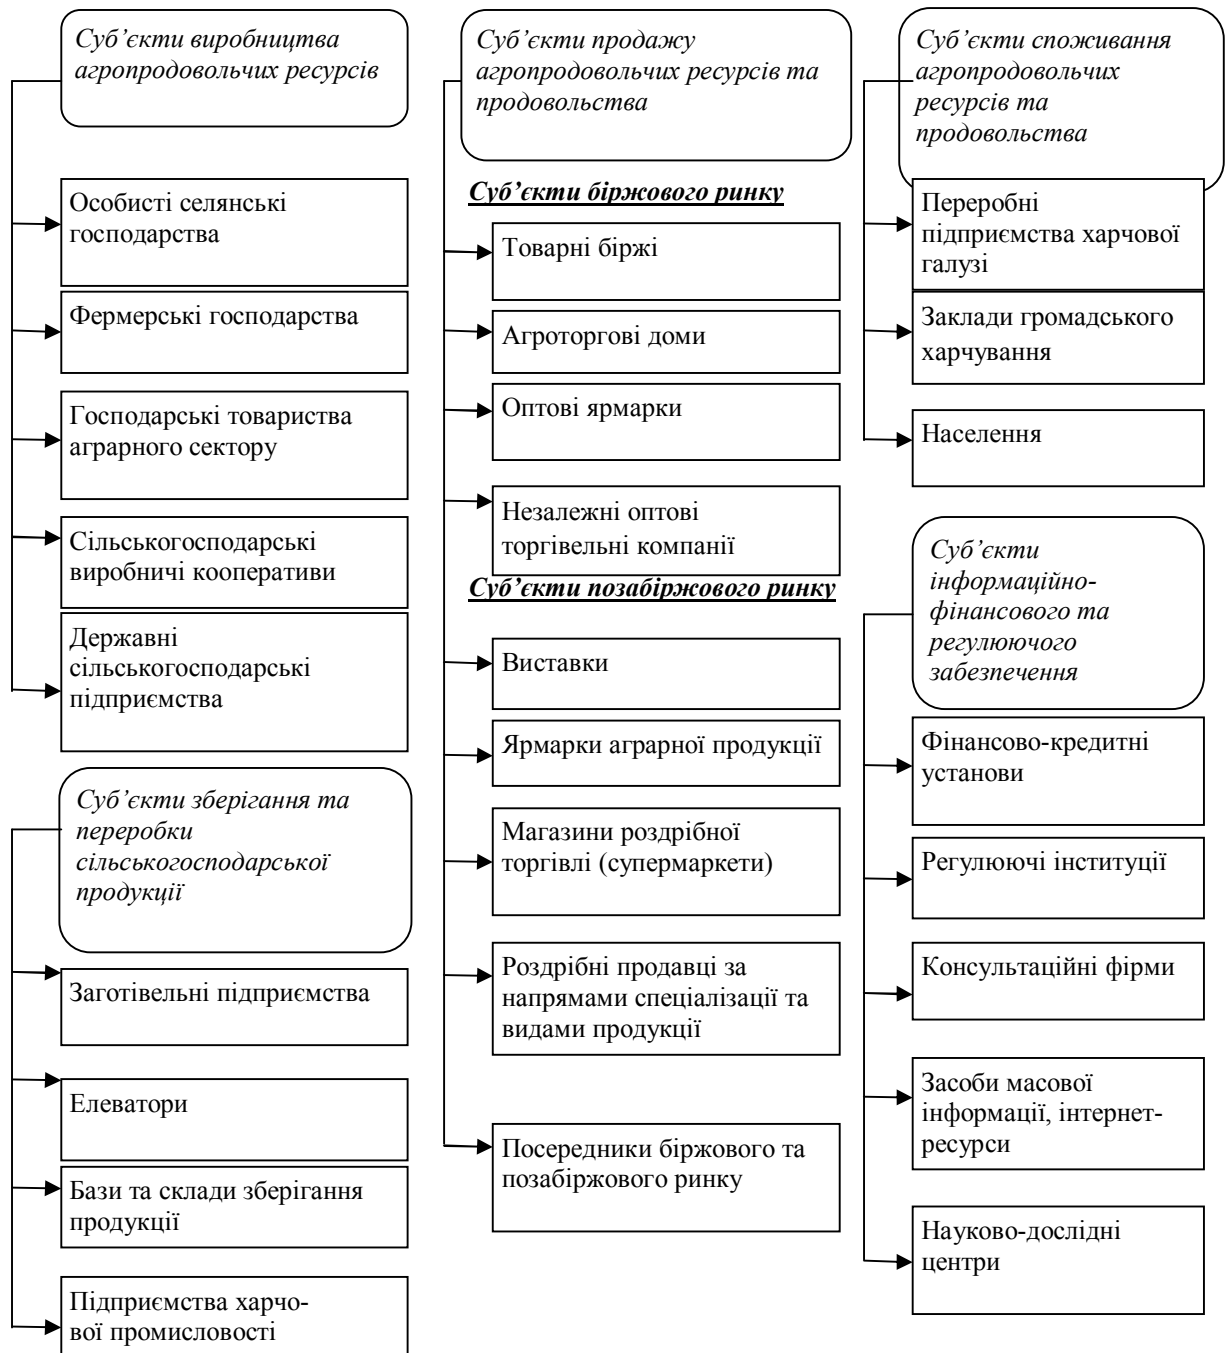 Суб’єкти виробництва
агропродовольчих ресурсів
Особисті селянські
господарства
Фермерські господарства
Господарські товариства
аграрного сектору
Сільськогосподарські
виробничі кооперативи
Державні
сільськогосподарські
підприємства
Суб’єкти зберігання та
переробки
сільськогосподарської
продукції
Заготівельні підприємства
Елеватори
Бази та склади зберігання
продукції
Підприємства харчо-
вої промисловості
Суб’єкти продажу
агропродовольчих ресурсів та
продовольства
Суб’єкти біржового ринку
Товарні біржі
Агроторгові доми
Оптові ярмарки
Незалежні оптові
торгівельні компанії
Суб’єкти позабіржового ринку
Виставки
Ярмарки аграрної продукції
Магазини роздрібної
торгівлі (супермаркети)
Роздрібні продавці за
напрямами спеціалізації та
видами продукції
Посередники біржового та
позабіржового ринку
Суб’єкти споживання
агропродовольчих
ресурсів та
продовольства
Переробні
підприємства харчової
галузі
Заклади громадського
харчування
Населення
Суб’єкти
інформаційно-
фінансового та
регулюючого
забезпечення
Фінансово-кредитні
установи
Регулюючі інституції
Консультаційні фірми
Засоби масової
інформації, інтернет-
ресурси
Науково-дослідні
центри